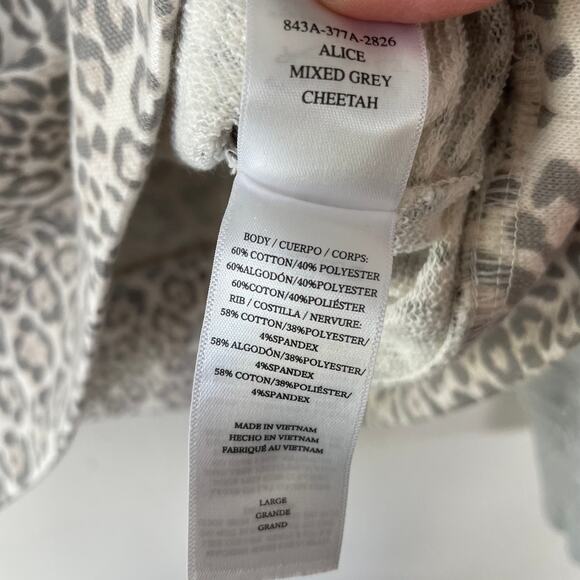 843A-377A-2826
ALICE
MIXED GREY
CHEETAH
BODY / CUERPO / CORPS:
60% COTTON/40% POLYESTER
60%ALGODÓN/40% POLYESTER
60%COTON/40%POLIÉSTER
RIB / COSTILLA / NERVURE:
58% COTTON/38%POLYESTER/
4%SPANDEX
58% ALGODÓN/38%POLYESTER/
4%SPANDEX
58% COTON/38%POLIÉSTER/
4%SPANDEX
MADE IN VIETNAM
HECHO EN VIETNAM
FABRIQUÉ AU VIETNAM
LARGE
GRANDE
GRAND